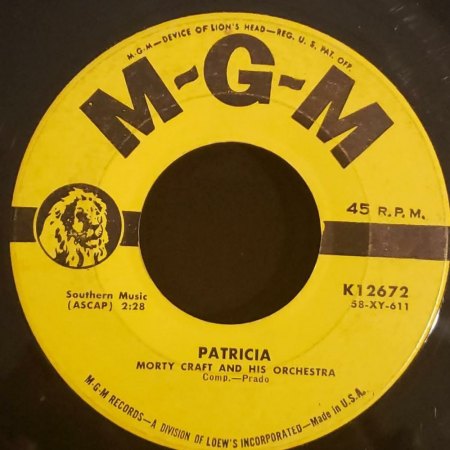 M-G-M—DEVICE OF LION'S HEAD—REG. U. S. PAT. OFF.
M-G-M
45 R.P.M.
Southern Music
(ASCAP) 2:28
K12672
58-XY-611
PATRICIA
MORTY CRAFT AND HIS ORCHESTRA
Comp.—Prado
M-G-M RECORDS—A DIVISION OF LOEW'S INCORPORATED—Made in U.S.A.